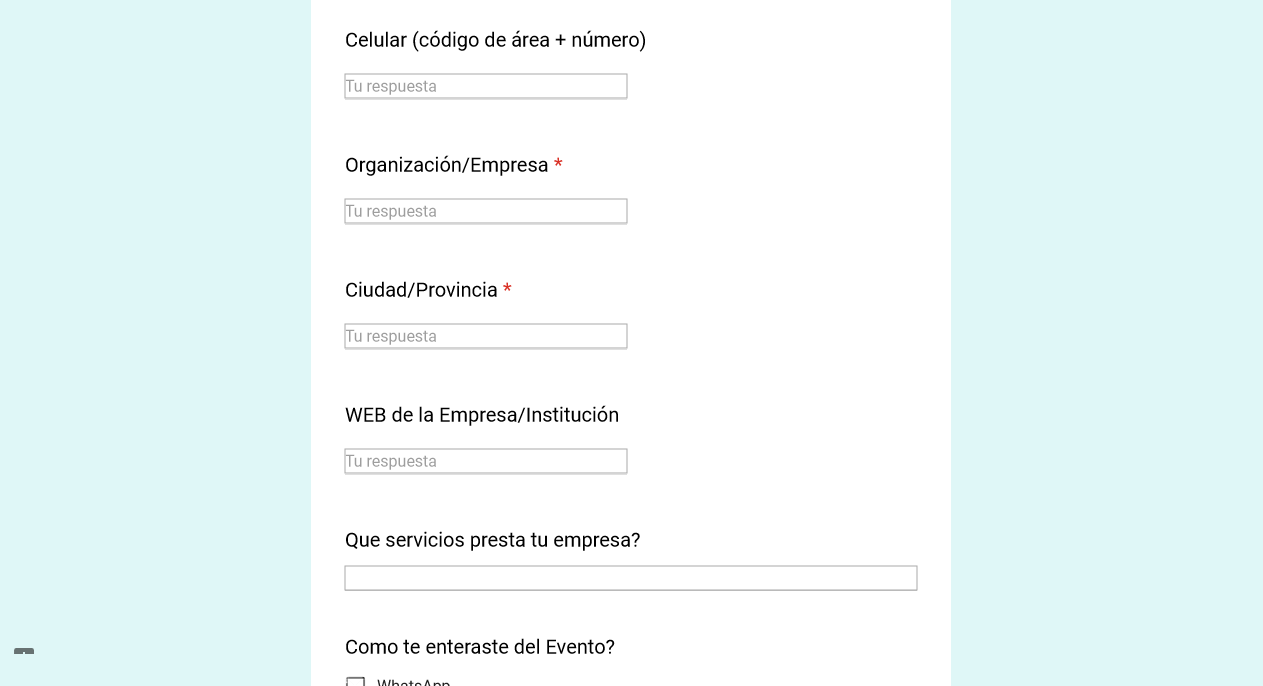 Celular (código de área + número)
Tu respuesta
Organización/Empresa *
Tu respuesta
Ciudad/Provincia *
Tu respuesta
WEB de la Empresa/Institución
Tu respuesta
Que servicios presta tu empresa?
Como te enteraste del Evento?
WhatsApp